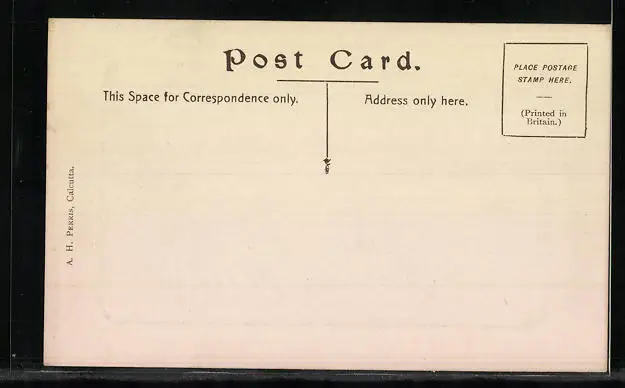 Post Card.
This Space for Correspondence only.
Address only here.
PLACE POSTAGE
STAMP HERE.
(Printed in
Britain.)
A. H. PERRIS, Calcutta.